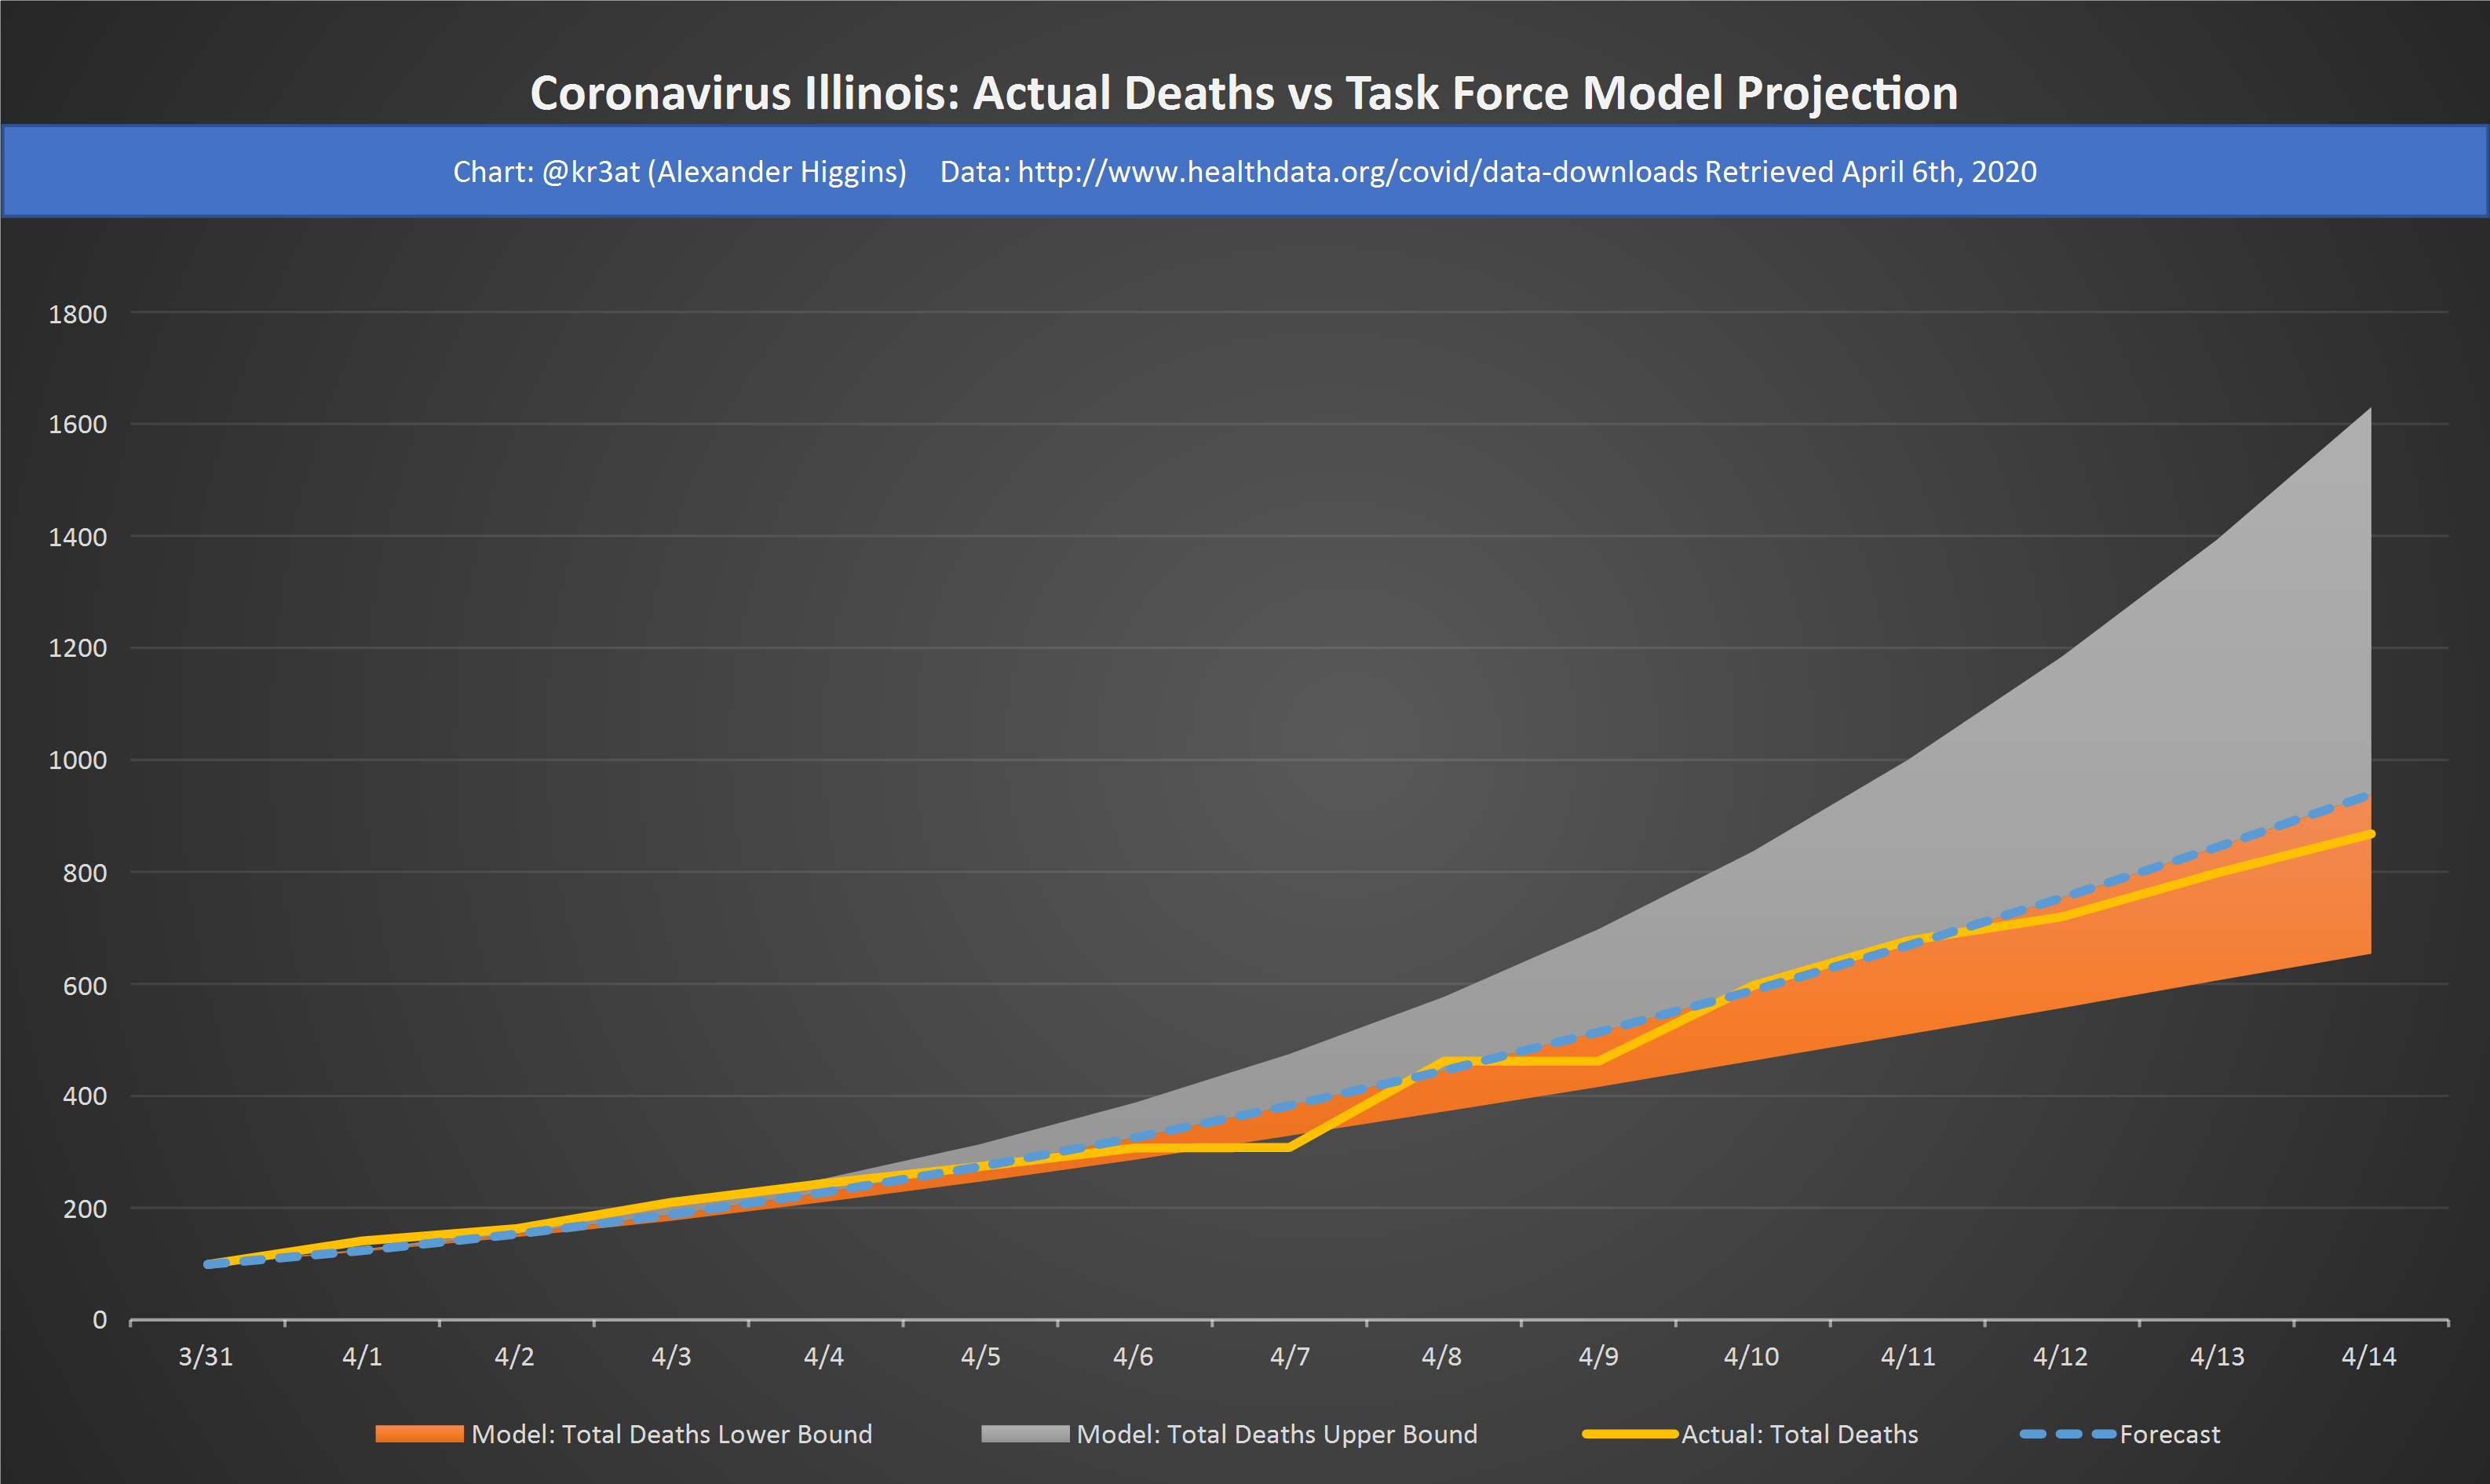 Coronavirus Illinois: Actual Deaths vs Task Force Model Projection
Chart: @kr3at (Alexander Higgins) Data: http://www.healthdata.org/covid/data-downloads Retrieved April 6th, 2020
1800
1600
1400
1200
1000
800
600
400
200
0
3/31 4/1 4/2 4/3 4/4 4/5 4/6 4/7 4/8 4/9 4/10 4/11 4/12 4/13 4/14
Model: Total Deaths Lower Bound Model: Total Deaths Upper Bound Actual: Total Deaths Forecast